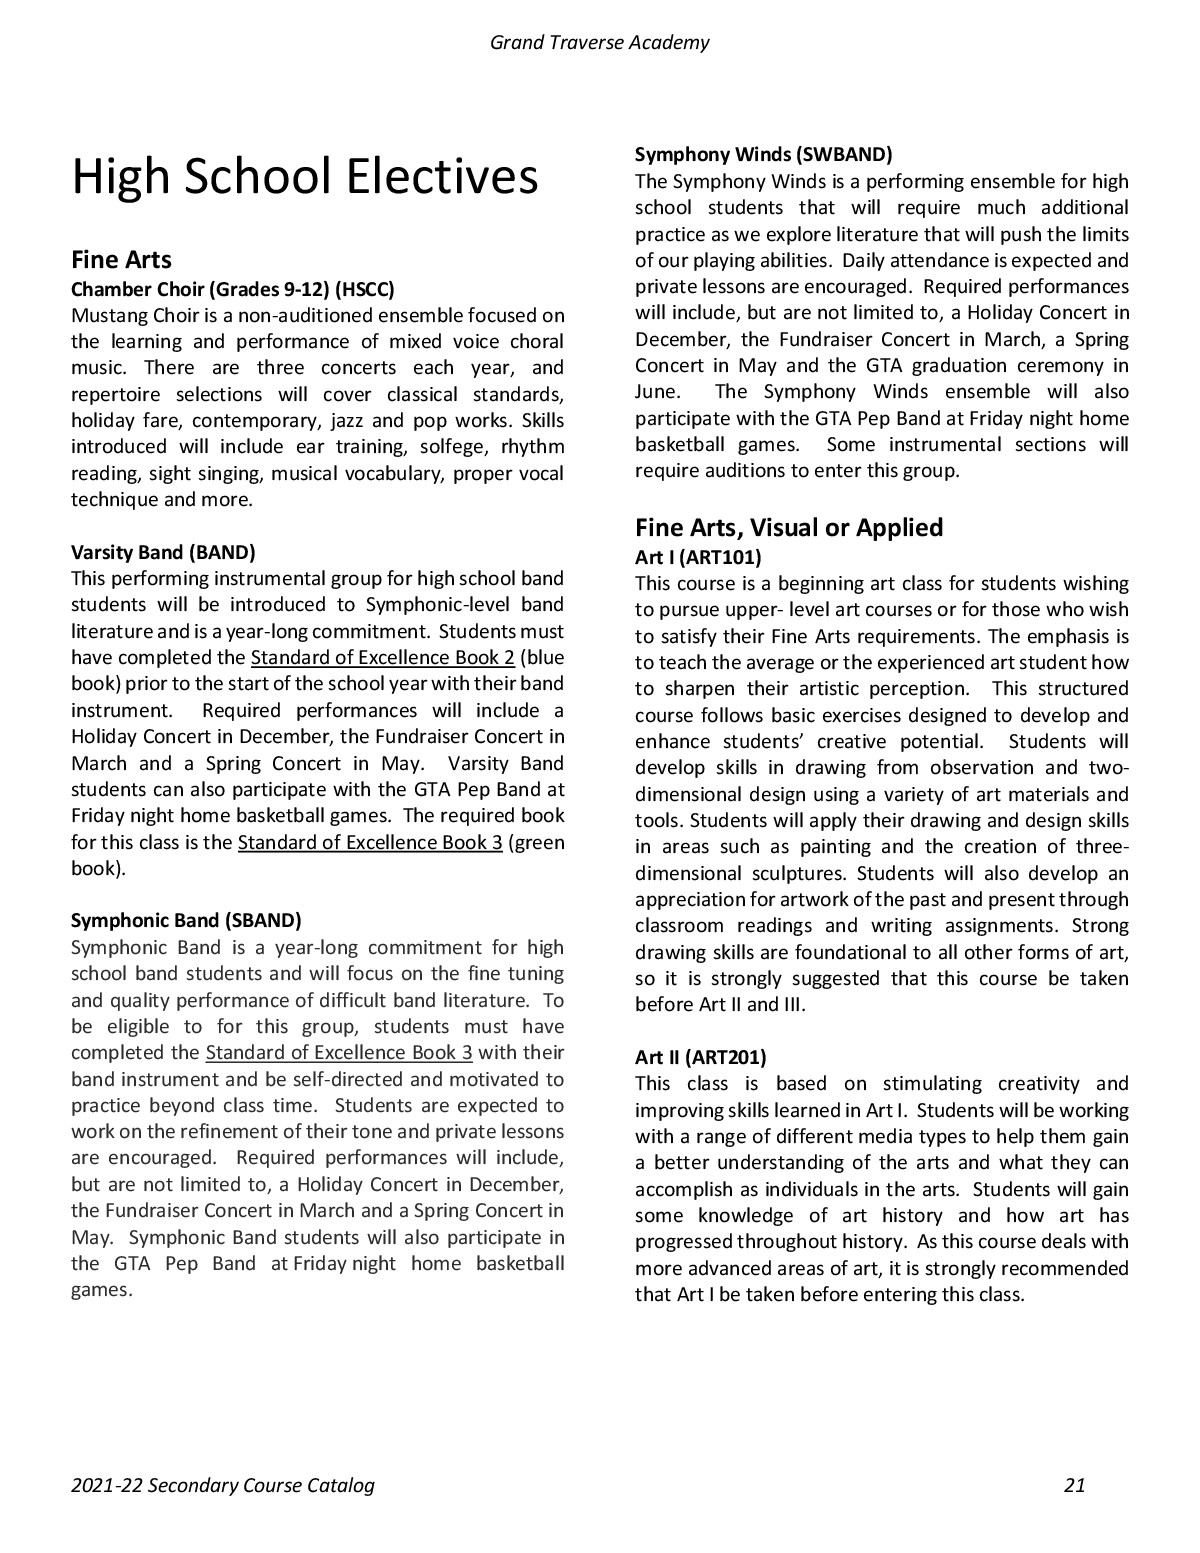 Grand Traverse Academy
High School Electives
Fine Arts
Chamber Choir (Grades 9-12) (HSCC)
Mustang Choir is a non-auditioned ensemble focused on
the learning and performance of mixed voice choral
music. There are three concerts each year, and
repertoire selections will cover classical standards,
holiday fare, contemporary, jazz and pop works. Skills
introduced will include ear training, solfege, rhythm
reading, sight singing, musical vocabulary, proper vocal
technique and more.
Varsity Band (BAND)
This performing instrumental group for high school band
students will be introduced to Symphonic-level band
literature and is a year-long commitment. Students must
have completed the Standard of Excellence Book 2 (blue
book) prior to the start of the school year with their band
instrument. Required performances will include a
Holiday Concert in December, the Fundraiser Concert in
March and a Spring Concert in May. Varsity Band
students can also participate with the GTA Pep Band at
Friday night home basketball games. The required book
for this class is the Standard of Excellence Book 3 (green
book).
Symphonic Band (SBAND)
Symphonic Band is a year-long commitment for high
school band students and will focus on the fine tuning
and quality performance of difficult band literature. To
be eligible to for this group, students must have
completed the Standard of Excellence Book 3 with their
band instrument and be self-directed and motivated to
practice beyond class time. Students are expected to
work on the refinement of their tone and private lessons
are encouraged. Required performances will include,
but are not limited to, a Holiday Concert in December,
the Fundraiser Concert in March and a Spring Concert in
May. Symphonic Band students will also participate in
the GTA Pep Band at Friday night home basketball
games.
Symphony Winds (SWBAND)
The Symphony Winds is a performing ensemble for high
school students that will require much additional
practice as we explore literature that will push the limits
of our playing abilities. Daily attendance is expected and
private lessons are encouraged. Required performances
will include, but are not limited to, a Holiday Concert in
December, the Fundraiser Concert in March, a Spring
Concert in May and the GTA graduation ceremony in
June. The Symphony Winds ensemble will also
participate with the GTA Pep Band at Friday night home
basketball games. Some instrumental sections will
require auditions to enter this group.
Fine Arts, Visual or Applied
Art I (ART101)
This course is a beginning art class for students wishing
to pursue upper- level art courses or for those who wish
to satisfy their Fine Arts requirements. The emphasis is
to teach the average or the experienced art student how
to sharpen their artistic perception. This structured
course follows basic exercises designed to develop and
enhance students’ creative potential. Students will
develop skills in drawing from observation and two-
dimensional design using a variety of art materials and
tools. Students will apply their drawing and design skills
in areas such as painting and the creation of three-
dimensional sculptures. Students will also develop an
appreciation for artwork of the past and present through
classroom readings and writing assignments. Strong
drawing skills are foundational to all other forms of art,
so it is strongly suggested that this course be taken
before Art II and III.
Art II (ART201)
This class is based on stimulating creativity and
improving skills learned in Art I. Students will be working
with a range of different media types to help them gain
a better understanding of the arts and what they can
accomplish as individuals in the arts. Students will gain
some knowledge of art history and how art has
progressed throughout history. As this course deals with
more advanced areas of art, it is strongly recommended
that Art I be taken before entering this class.
2021-22 Secondary Course Catalog 21